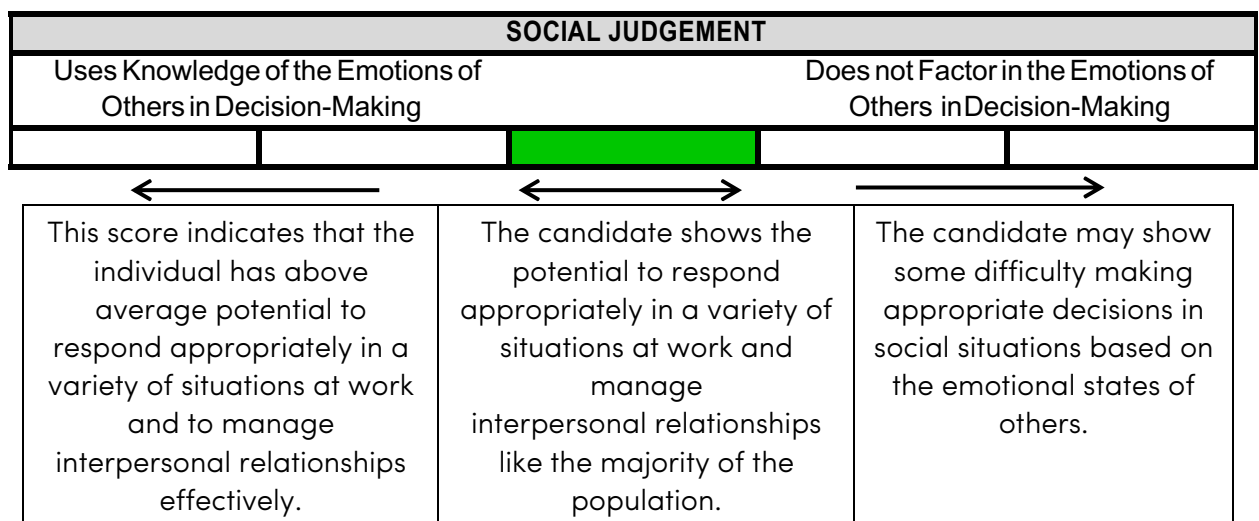 SOCIAL JUDGEMENT
Uses Knowledge of the Emotions of
Others in Decision-Making
Does not Factor in the Emotions of
Others in Decision-Making
This score indicates that the
individual has above
average potential to
respond appropriately in a
variety of situations at work
and to manage
interpersonal relationships
effectively.
The candidate shows the
potential to respond
appropriately in a variety of
situations at work and
manage
interpersonal relationships
like the majority of the
population.
The candidate may show
some difficulty making
appropriate decisions in
social situations based on
the emotional states of
others.